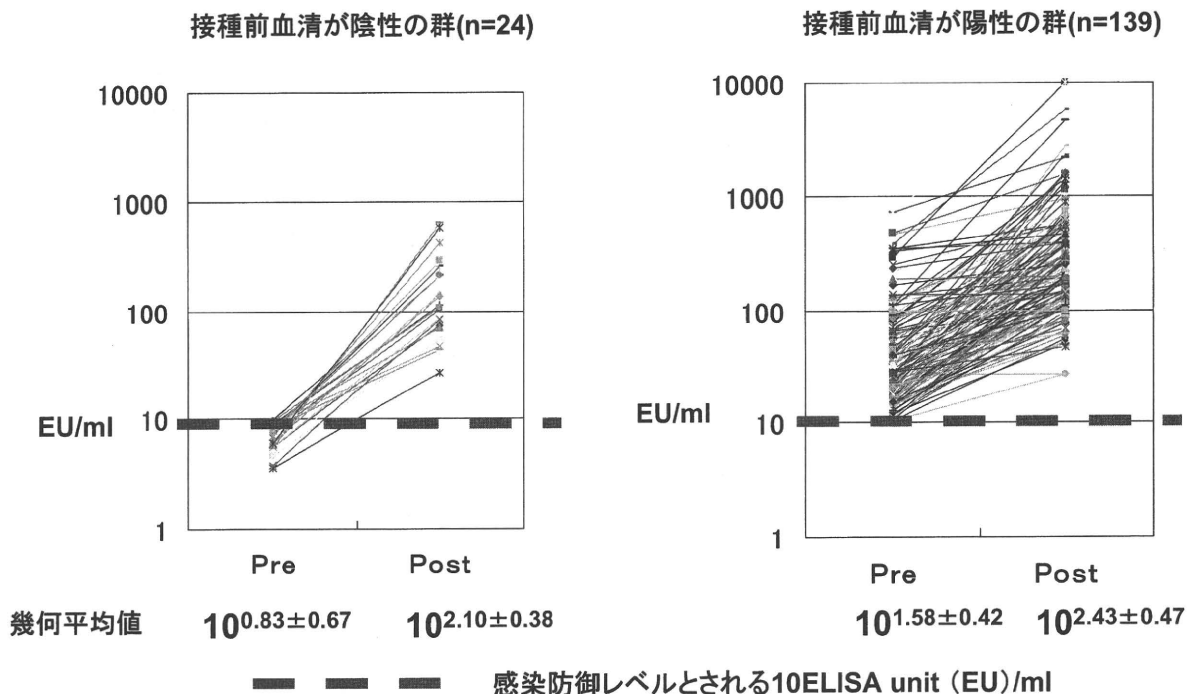 接種前血清が陰性の群(n=24)
10000
1000
100
EU/ml
10
1
Pre Post
幾何平均値 10^0.83±0.67 10^2.10±0.38
接種前血清が陽性の群(n=139)
10000
1000
100
EU/ml
10
1
Pre Post
10^1.58±0.42 10^2.43±0.47
感染防御レベルとされる10ELISA unit (EU)/ml